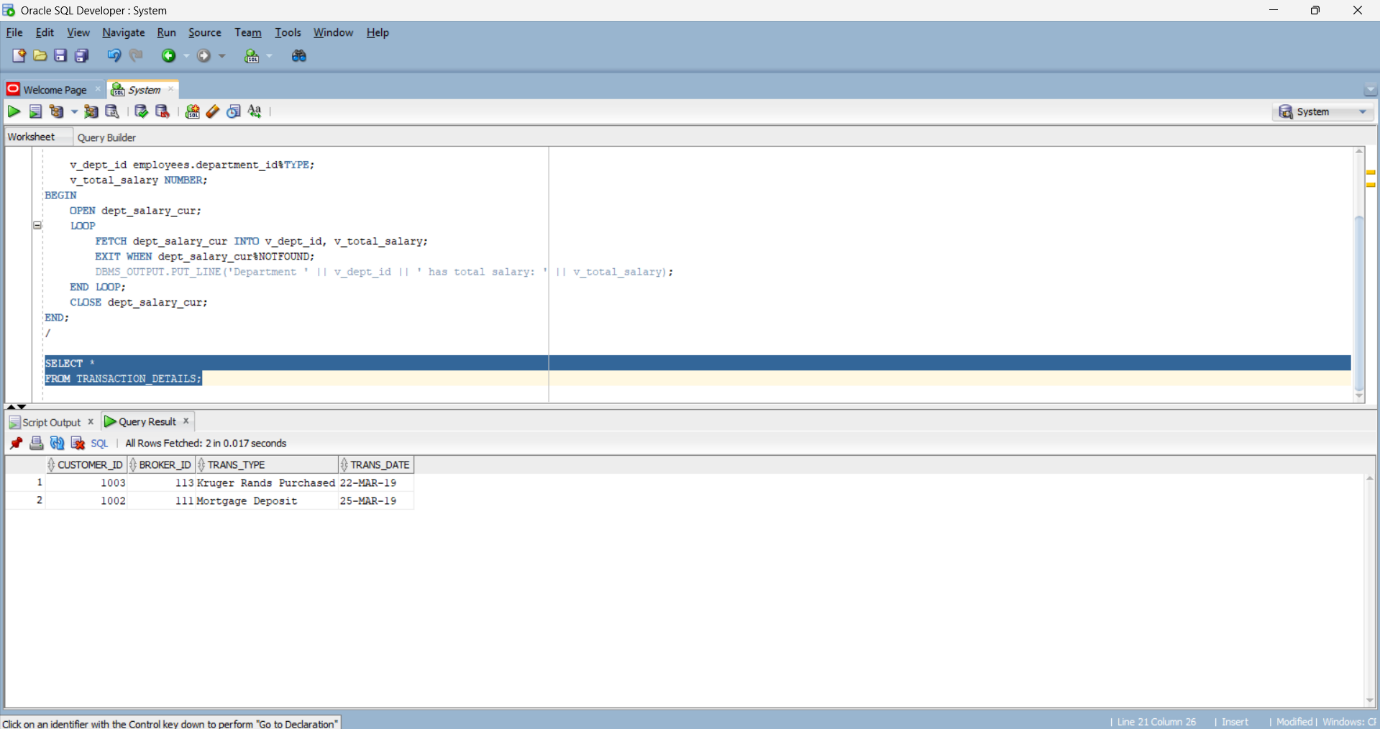 Oracle SQL Developer : System
File Edit View Navigate Run Source Team Tools Window Help
Welcome Page System
System
Worksheet Query Builder
v_dept_id employees.department_id%TYPE;
v_total_salary NUMBER;
BEGIN
OPEN dept_salary_cur;
LOOP
FETCH dept_salary_cur INTO v_dept_id, v_total_salary;
EXIT WHEN dept_salary_cur%NOTFOUND;
DBMS_OUTPUT.PUT_LINE('Department ' || v_dept_id || ' has total salary: ' || v_total_salary);
END LOOP;
CLOSE dept_salary_cur;
END;
/
SELECT *
FROM TRANSACTION_DETAILS;
Script Output x Query Result x
SQL | All Rows Fetched: 2 in 0.017 seconds
CUSTOMER_ID BROKER_ID TRANS_TYPE TRANS_DATE
1 1003 113 Kruger Rands Purchased 22-MAR-19
2 1002 111 Mortgage Deposit 25-MAR-19
Click on an identifier with the Control key down to perform "Go to Declaration" | Line 21 Column 26 | Insert | Modified | Windows: Cl